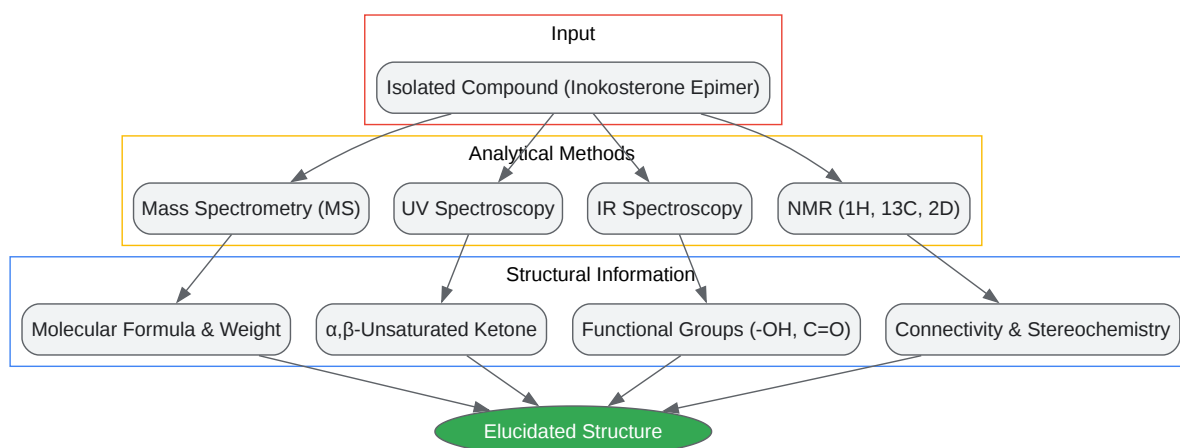 Input
Isolated Compound (Inokosterone Epimer)
Analytical Methods
Mass Spectrometry (MS)
UV Spectroscopy
IR Spectroscopy
NMR (1H, 13C, 2D)
Structural Information
Molecular Formula & Weight
α,β-Unsaturated Ketone
Functional Groups (-OH, C=O)
Connectivity & Stereochemistry
Elucidated Structure